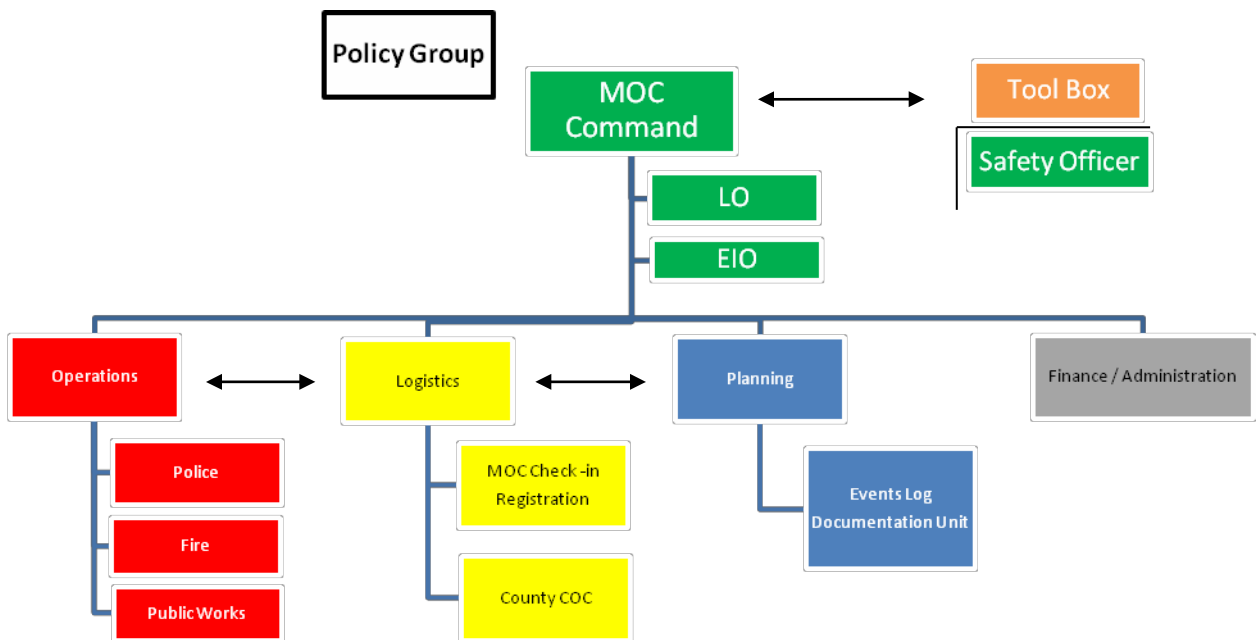 Policy Group
MOC
Command
Tool Box
Safety Officer
LO
EIO
Operations
Logistics
Planning
Finance / Administration
Police
Fire
Public Works
MOC Check -in
Registration
County COC
Events Log
Documentation Unit